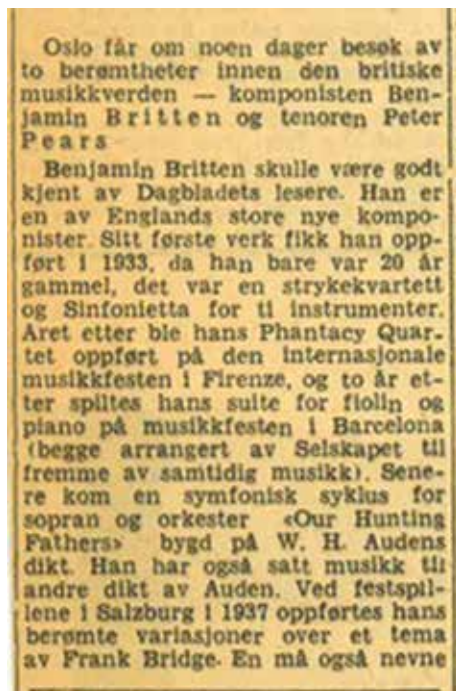 Oslo får om noen dager besøk av
to berømtheter innen den britiske
musikkverden — komponisten Ben-
jamin Britten og tenoren Peter
Pears
Benjamin Britten skulle være godt
kjent av Dagbladets lesere. Han er
en av Englands store nye kompo-
nister. Sitt første verk fikk han opp-
ført i 1933, da han bare var 20 år
gammel, det var en strykekvartett
og Sinfonietta for ti instrumenter.
Aret etter ble hans Phantacy Quar-
tet oppført på den internasjonale
musikkfesten i Firenze, og to år et-
ter spiltes hans suite for fiolin og
piano på musikkfesten i Barcelona
(begge arrangert av Selskapet til
fremme av samtidig musikk). Sene-
re kom en symfonisk syklus for
sopran og orkester «Our Hunting
Fathers» bygd på W. H. Audens
dikt. Han har også satt musikk til
andre dikt av Auden. Ved festspil-
lene i Salzburg i 1937 oppførtes hans
berømte variasjoner over et tema
av Frank Bridge. En må også nevne